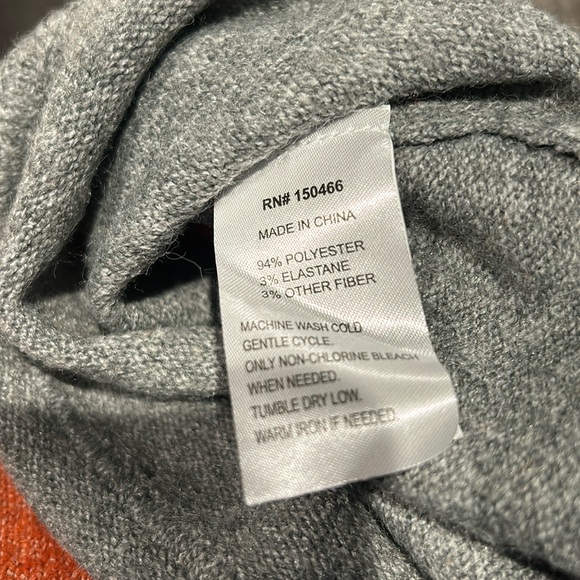 RN# 150466
MADE IN CHINA
94% POLYESTER
3% ELASTANE
3% OTHER FIBER
MACHINE WASH COLD
GENTLE CYCLE.
ONLY NON-CHLORINE BLEACH
WHEN NEEDED.
TUMBLE DRY LOW.
WARM IRON IF NEEDED.